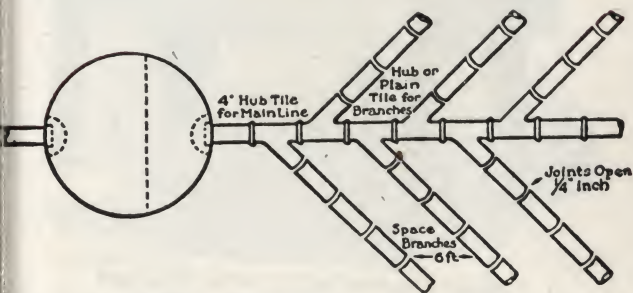 4" Hub Tile
for Main Line
Hub or
Plain
Tile for
Branches
Joints Open
1/4" inch
Space
Branches
6 ft